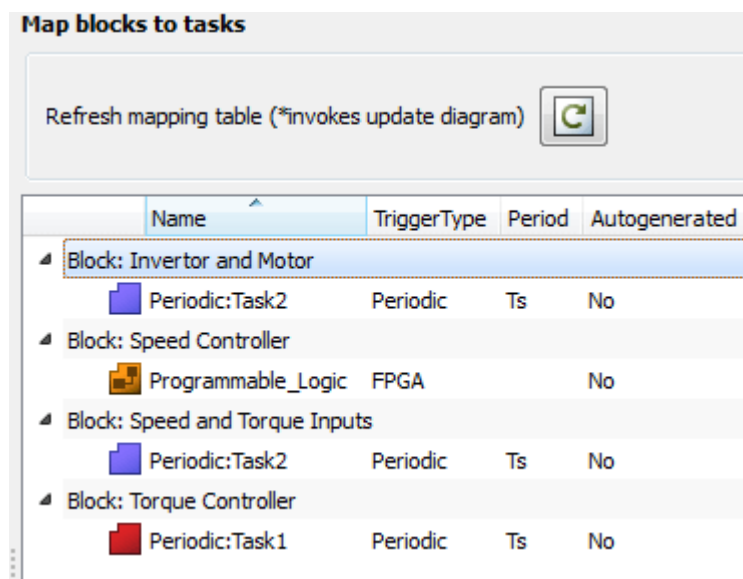 Map blocks to tasks
Refresh mapping table (*invokes update diagram)
Name TriggerType Period Autogenerated
Block: Invertor and Motor
Periodic:Task2 Periodic Ts No
Block: Speed Controller
Programmable_Logic FPGA No
Block: Speed and Torque Inputs
Periodic:Task2 Periodic Ts No
Block: Torque Controller
Periodic:Task1 Periodic Ts No